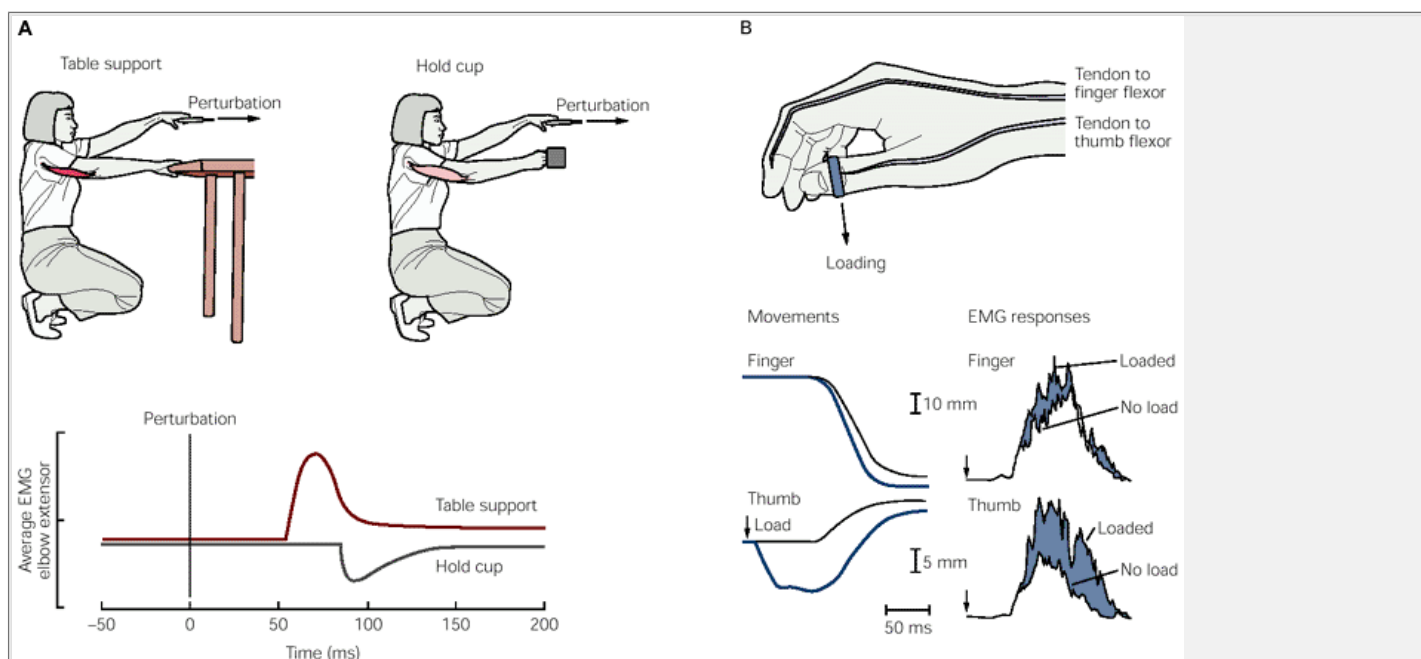 A
B
Table support
Hold cup
Perturbation
Perturbation
Tendon to
finger flexor
Tendon to
thumb flexor
Loading
Movements
EMG responses
Finger
Finger
Loaded
10 mm
No load
Perturbation
Average EMG
elbow extensor
Table support
Hold cup
Thumb
Load
Thumb
Loaded
5 mm
No load
50 ms
−50 0 50 100 150 200
Time (ms)